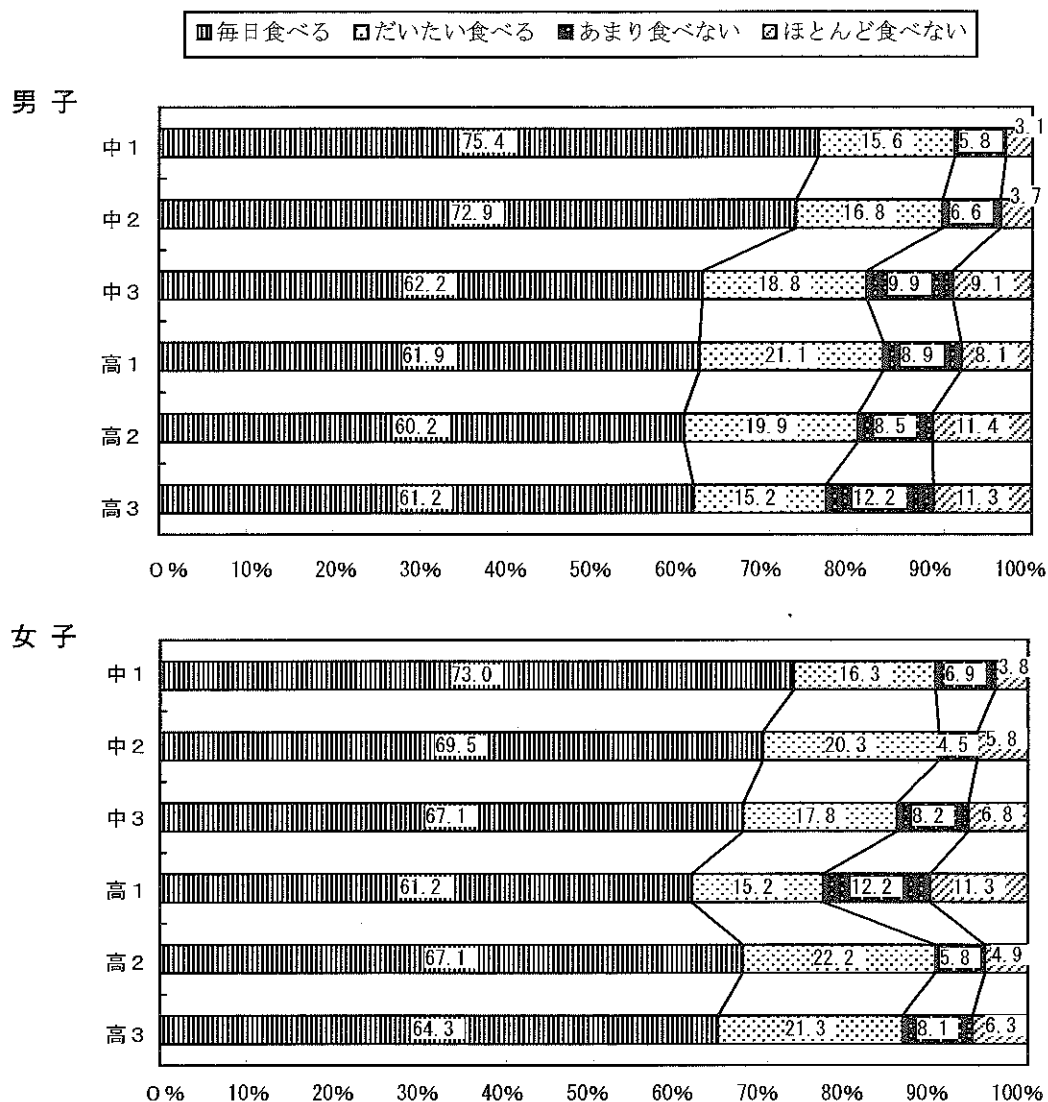 毎日食べる だいたい食べる あまり食べない ほとんど食べない
男子
中1 75.4 15.6 5.8 3.1
中2 72.9 16.8 6.6 3.7
中3 62.2 18.8 9.9 9.1
高1 61.9 21.1 8.9 8.1
高2 60.2 19.9 8.5 11.4
高3 61.2 15.2 12.2 11.3
0% 10% 20% 30% 40% 50% 60% 70% 80% 90% 100%
女子
中1 73.0 16.3 6.9 3.8
中2 69.5 20.3 4.5 5.8
中3 67.1 17.8 8.2 6.8
高1 61.2 15.2 12.2 11.3
高2 67.1 22.2 5.8 4.9
高3 64.3 21.3 8.1 6.3
0% 10% 20% 30% 40% 50% 60% 70% 80% 90% 100%